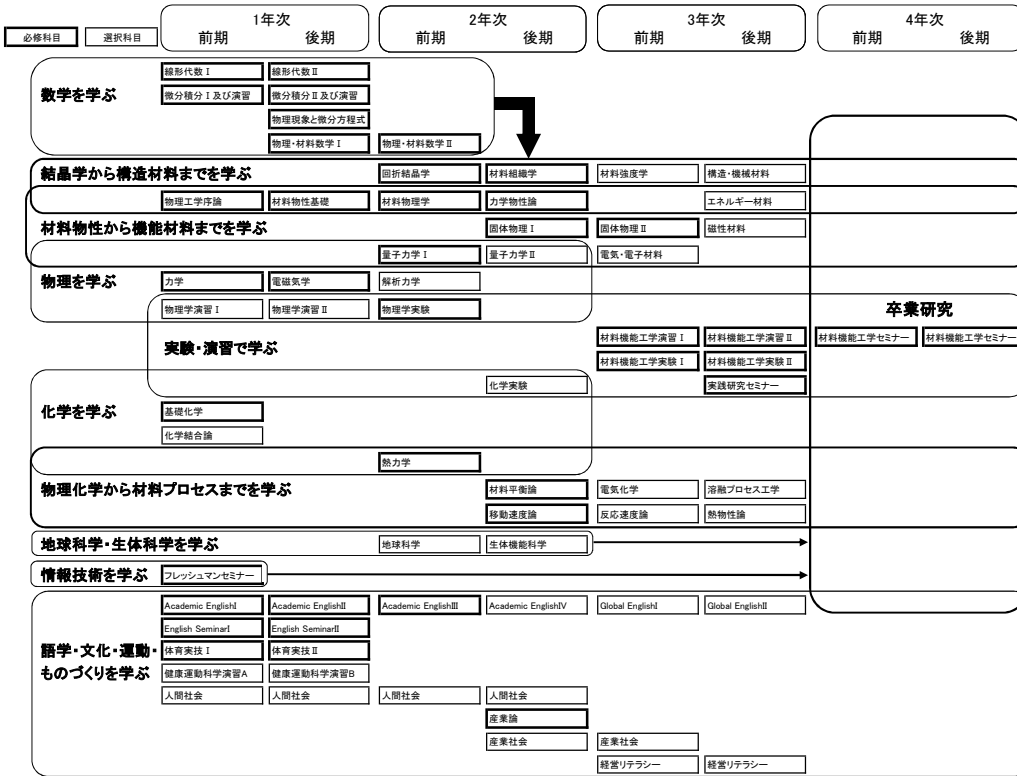 1年次 2年次 3年次 4年次
必修科目 選択科目 前期 後期 前期 後期 前期 後期 前期 後期
線形代数Ⅰ 線形代数Ⅱ
数学を学ぶ 微分積分Ⅰ及び演習 微分積分Ⅱ及び演習
物理現象と微分方程式
物理・材料数学Ⅰ 物理・材料数学Ⅱ
結晶学から構造材料までを学ぶ 回折結晶学 材料組織学 材料強度学 構造・機械材料
物理工学序論 材料物性基礎 材料物理学 力学物性論 エネルギー材料
材料物性から機能材料までを学ぶ 固体物理Ⅰ 固体物理Ⅱ 磁性材料
量子力学Ⅰ 量子力学Ⅱ 電気・電子材料
物理を学ぶ 力学 電磁気学 解析力学
物理学演習Ⅰ 物理学演習Ⅱ 物理学実験 卒業研究
実験・演習で学ぶ 材料機能工学演習Ⅰ 材料機能工学演習Ⅱ 材料機能工学セミナー 材料機能工学セミナー
材料機能工学実験Ⅰ 材料機能工学実験Ⅱ
化学実験 実践研究セミナー
化学を学ぶ 基礎化学
化学結合論
熱力学
物理化学から材料プロセスまでを学ぶ 材料平衡論 電気化学 溶融プロセス工学
移動速度論 反応速度論 熱物性論
地球科学・生体科学を学ぶ 地球科学 生体機能科学
情報技術を学ぶ フレッシュマンセミナー
Academic EnglishⅠ Academic EnglishⅡ Academic EnglishⅢ Academic EnglishⅣ Global EnglishⅠ Global EnglishⅡ
English SeminarⅠ English SeminarⅡ
語学・文化・運動・ 体育実技Ⅰ 体育実技Ⅱ
ものづくりを学ぶ 健康運動科学演習A 健康運動科学演習B
人間社会 人間社会 人間社会 人間社会
産業論
産業社会 産業社会
経営リテラシー 経営リテラシー